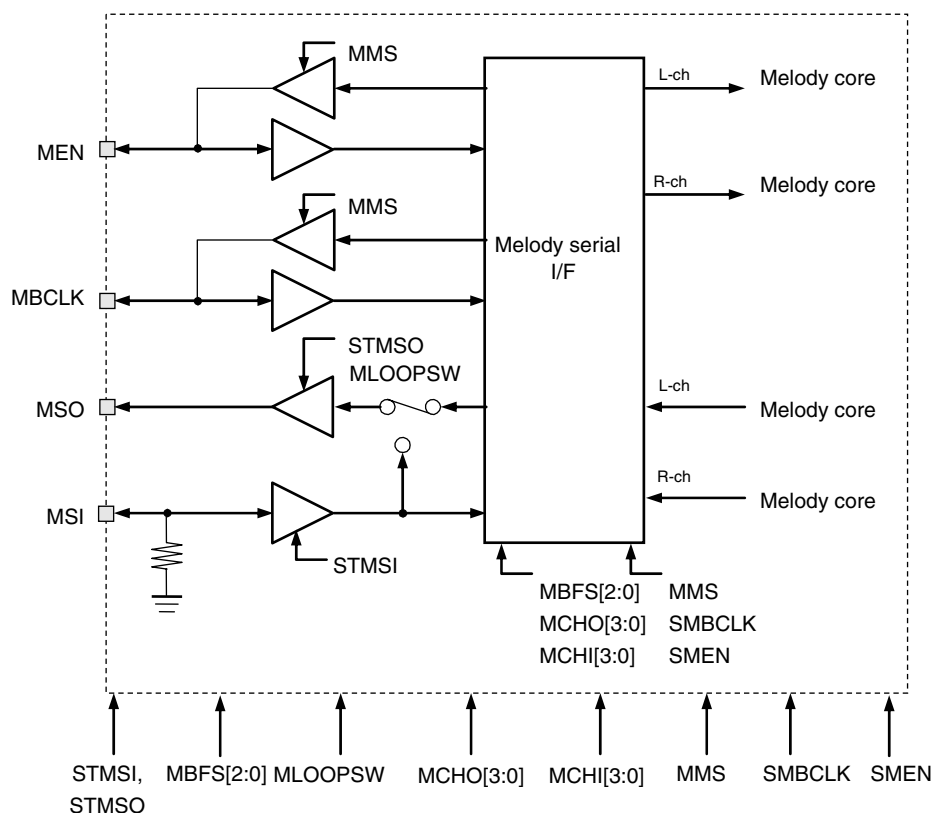 MMS
L-ch
Melody core
MEN
R-ch
Melody core
MMS
Melody serial
I/F
MBCLK
STMSO
MLOOPSW
L-ch
MSO
Melody core
R-ch
MSI
Melody core
STMSI
MBFS[2:0] MMS
MCHO[3:0] SMBCLK
MCHI[3:0] SMEN
STMSI,
STMSO
MBFS[2:0]
MLOOPSW
MCHO[3:0]
MCHI[3:0]
MMS
SMBCLK
SMEN